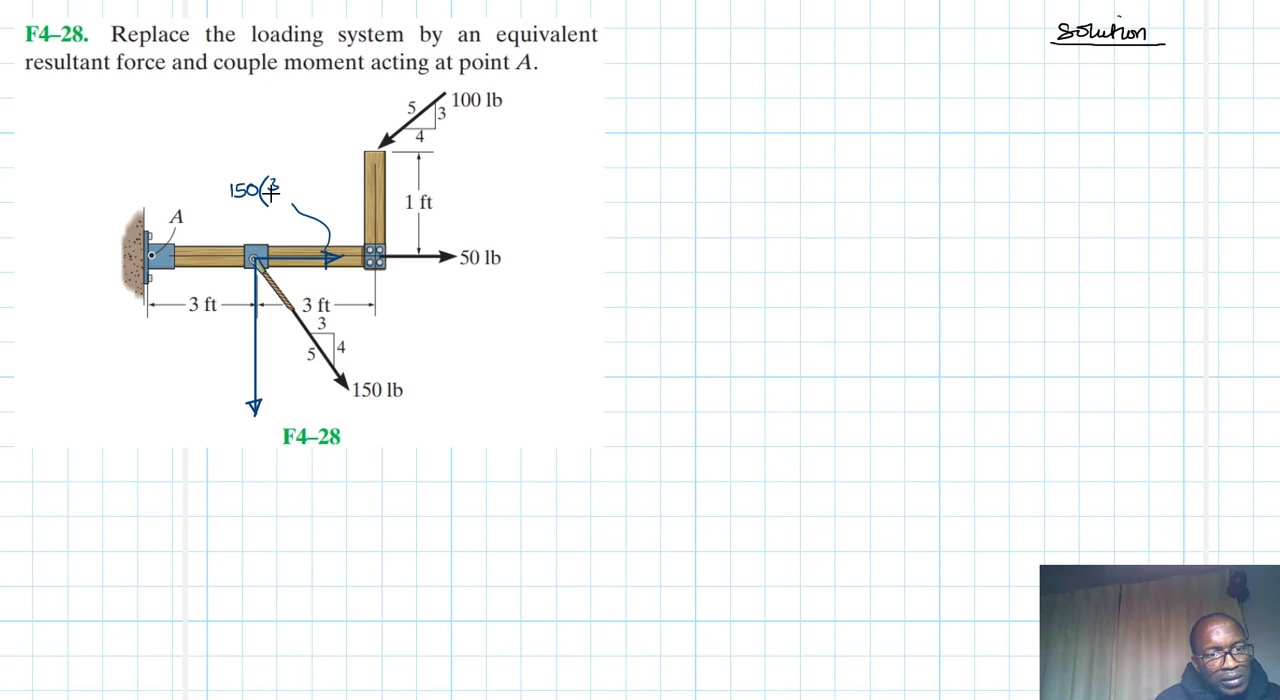 F4–28. Replace the loading system by an equivalent
resultant force and couple moment acting at point A.
Solution
5
3
4
100 lb
150(3
A
1 ft
50 lb
3 ft
3 ft
3
5
4
150 lb
F4–28